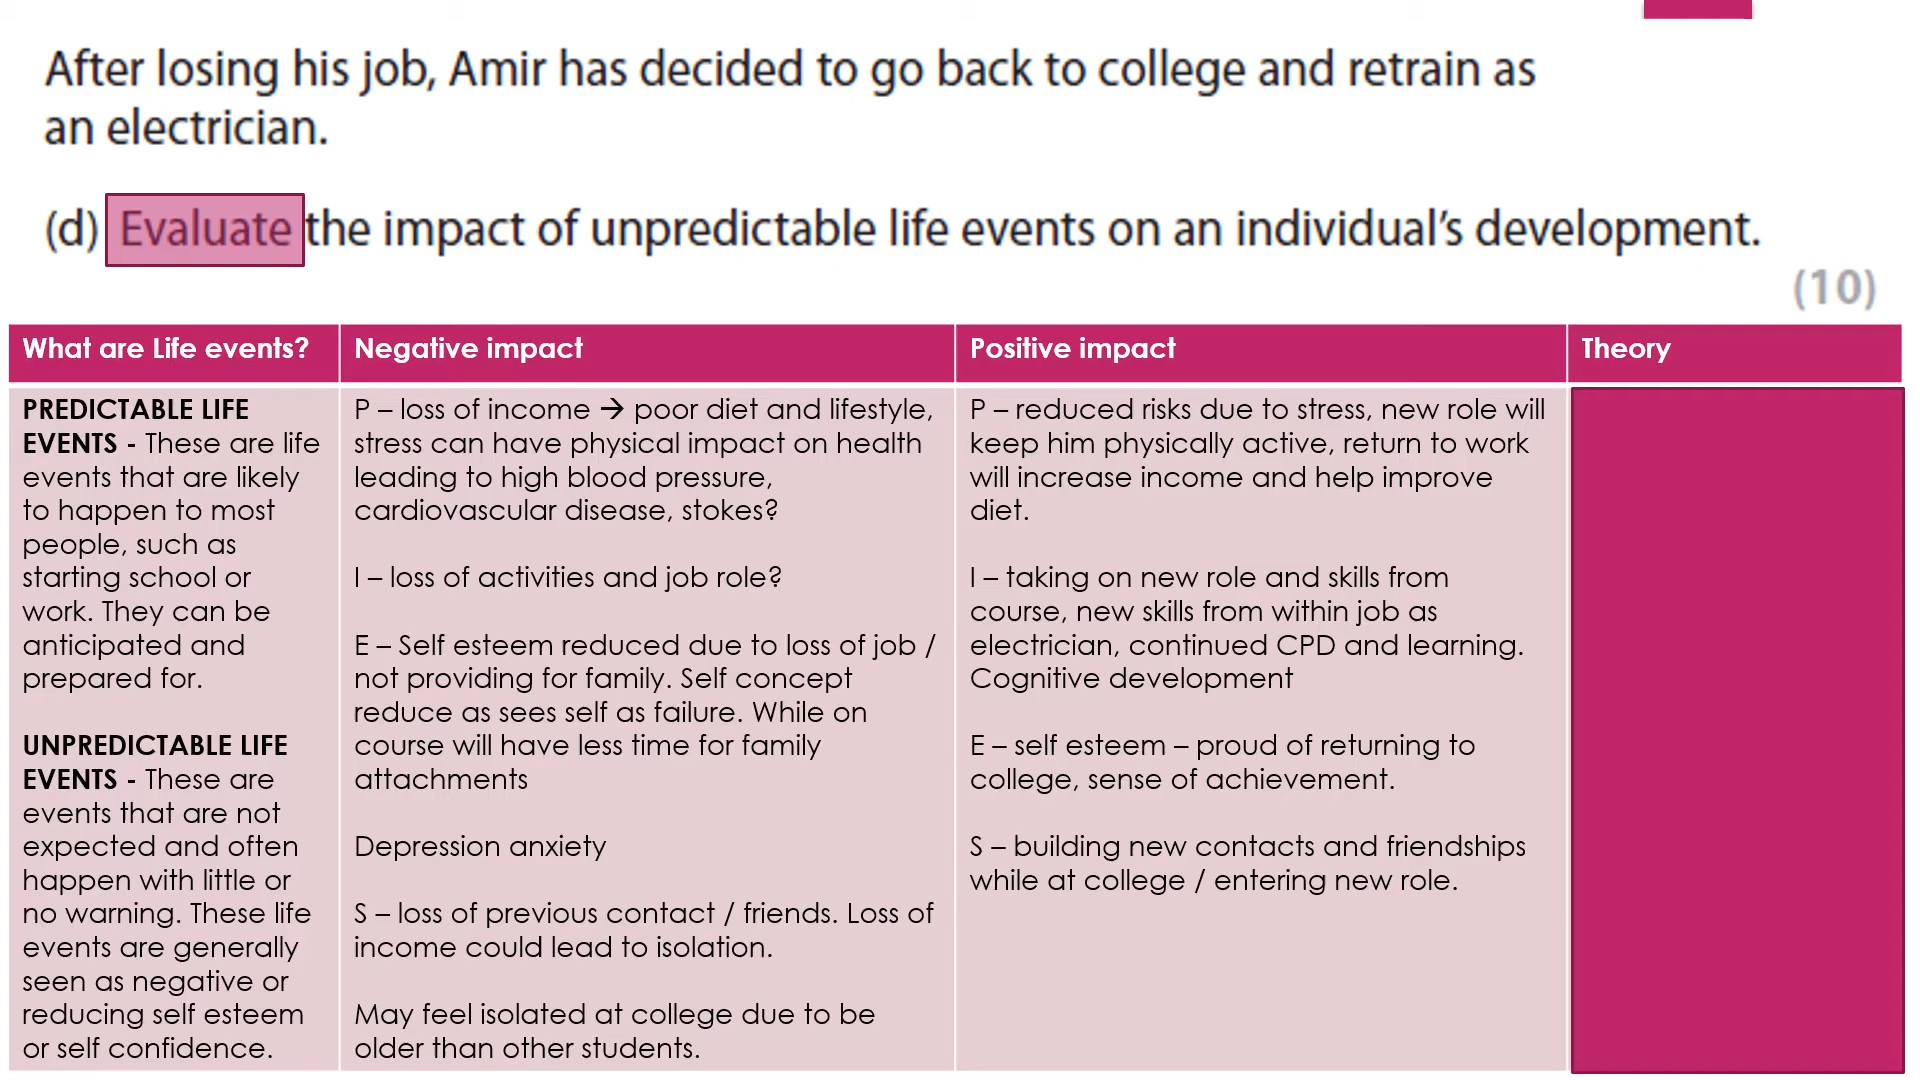 After losing his job, Amir has decided to go back to college and retrain as
an electrician.
(d) Evaluate the impact of unpredictable life events on an individual's development.
(10)
What are Life events?
PREDICTABLE LIFE
EVENTS - These are life
events that are likely
to happen to most
people, such as
starting school or
work. They can be
anticipated and
prepared for.
UNPREDICTABLE LIFE
EVENTS - These are
events that are not
expected and often
happen with little or
no warning. These life
events are generally
seen as negative or
reducing self esteem
or self confidence.
Negative impact
P – loss of income → poor diet and lifestyle,
stress can have physical impact on health
leading to high blood pressure,
cardiovascular disease, stokes?
I – loss of activities and job role?
E – Self esteem reduced due to loss of job /
not providing for family. Self concept
reduce as sees self as failure. While on
course will have less time for family
attachments
Depression anxiety
S – loss of previous contact / friends. Loss of
income could lead to isolation.
May feel isolated at college due to be
older than other students.
Positive impact
P – reduced risks due to stress, new role will
keep him physically active, return to work
will increase income and help improve
diet.
I – taking on new role and skills from
course, new skills from within job as
electrician, continued CPD and learning.
Cognitive development
E – self esteem – proud of returning to
college, sense of achievement.
S – building new contacts and friendships
while at college / entering new role.
Theory